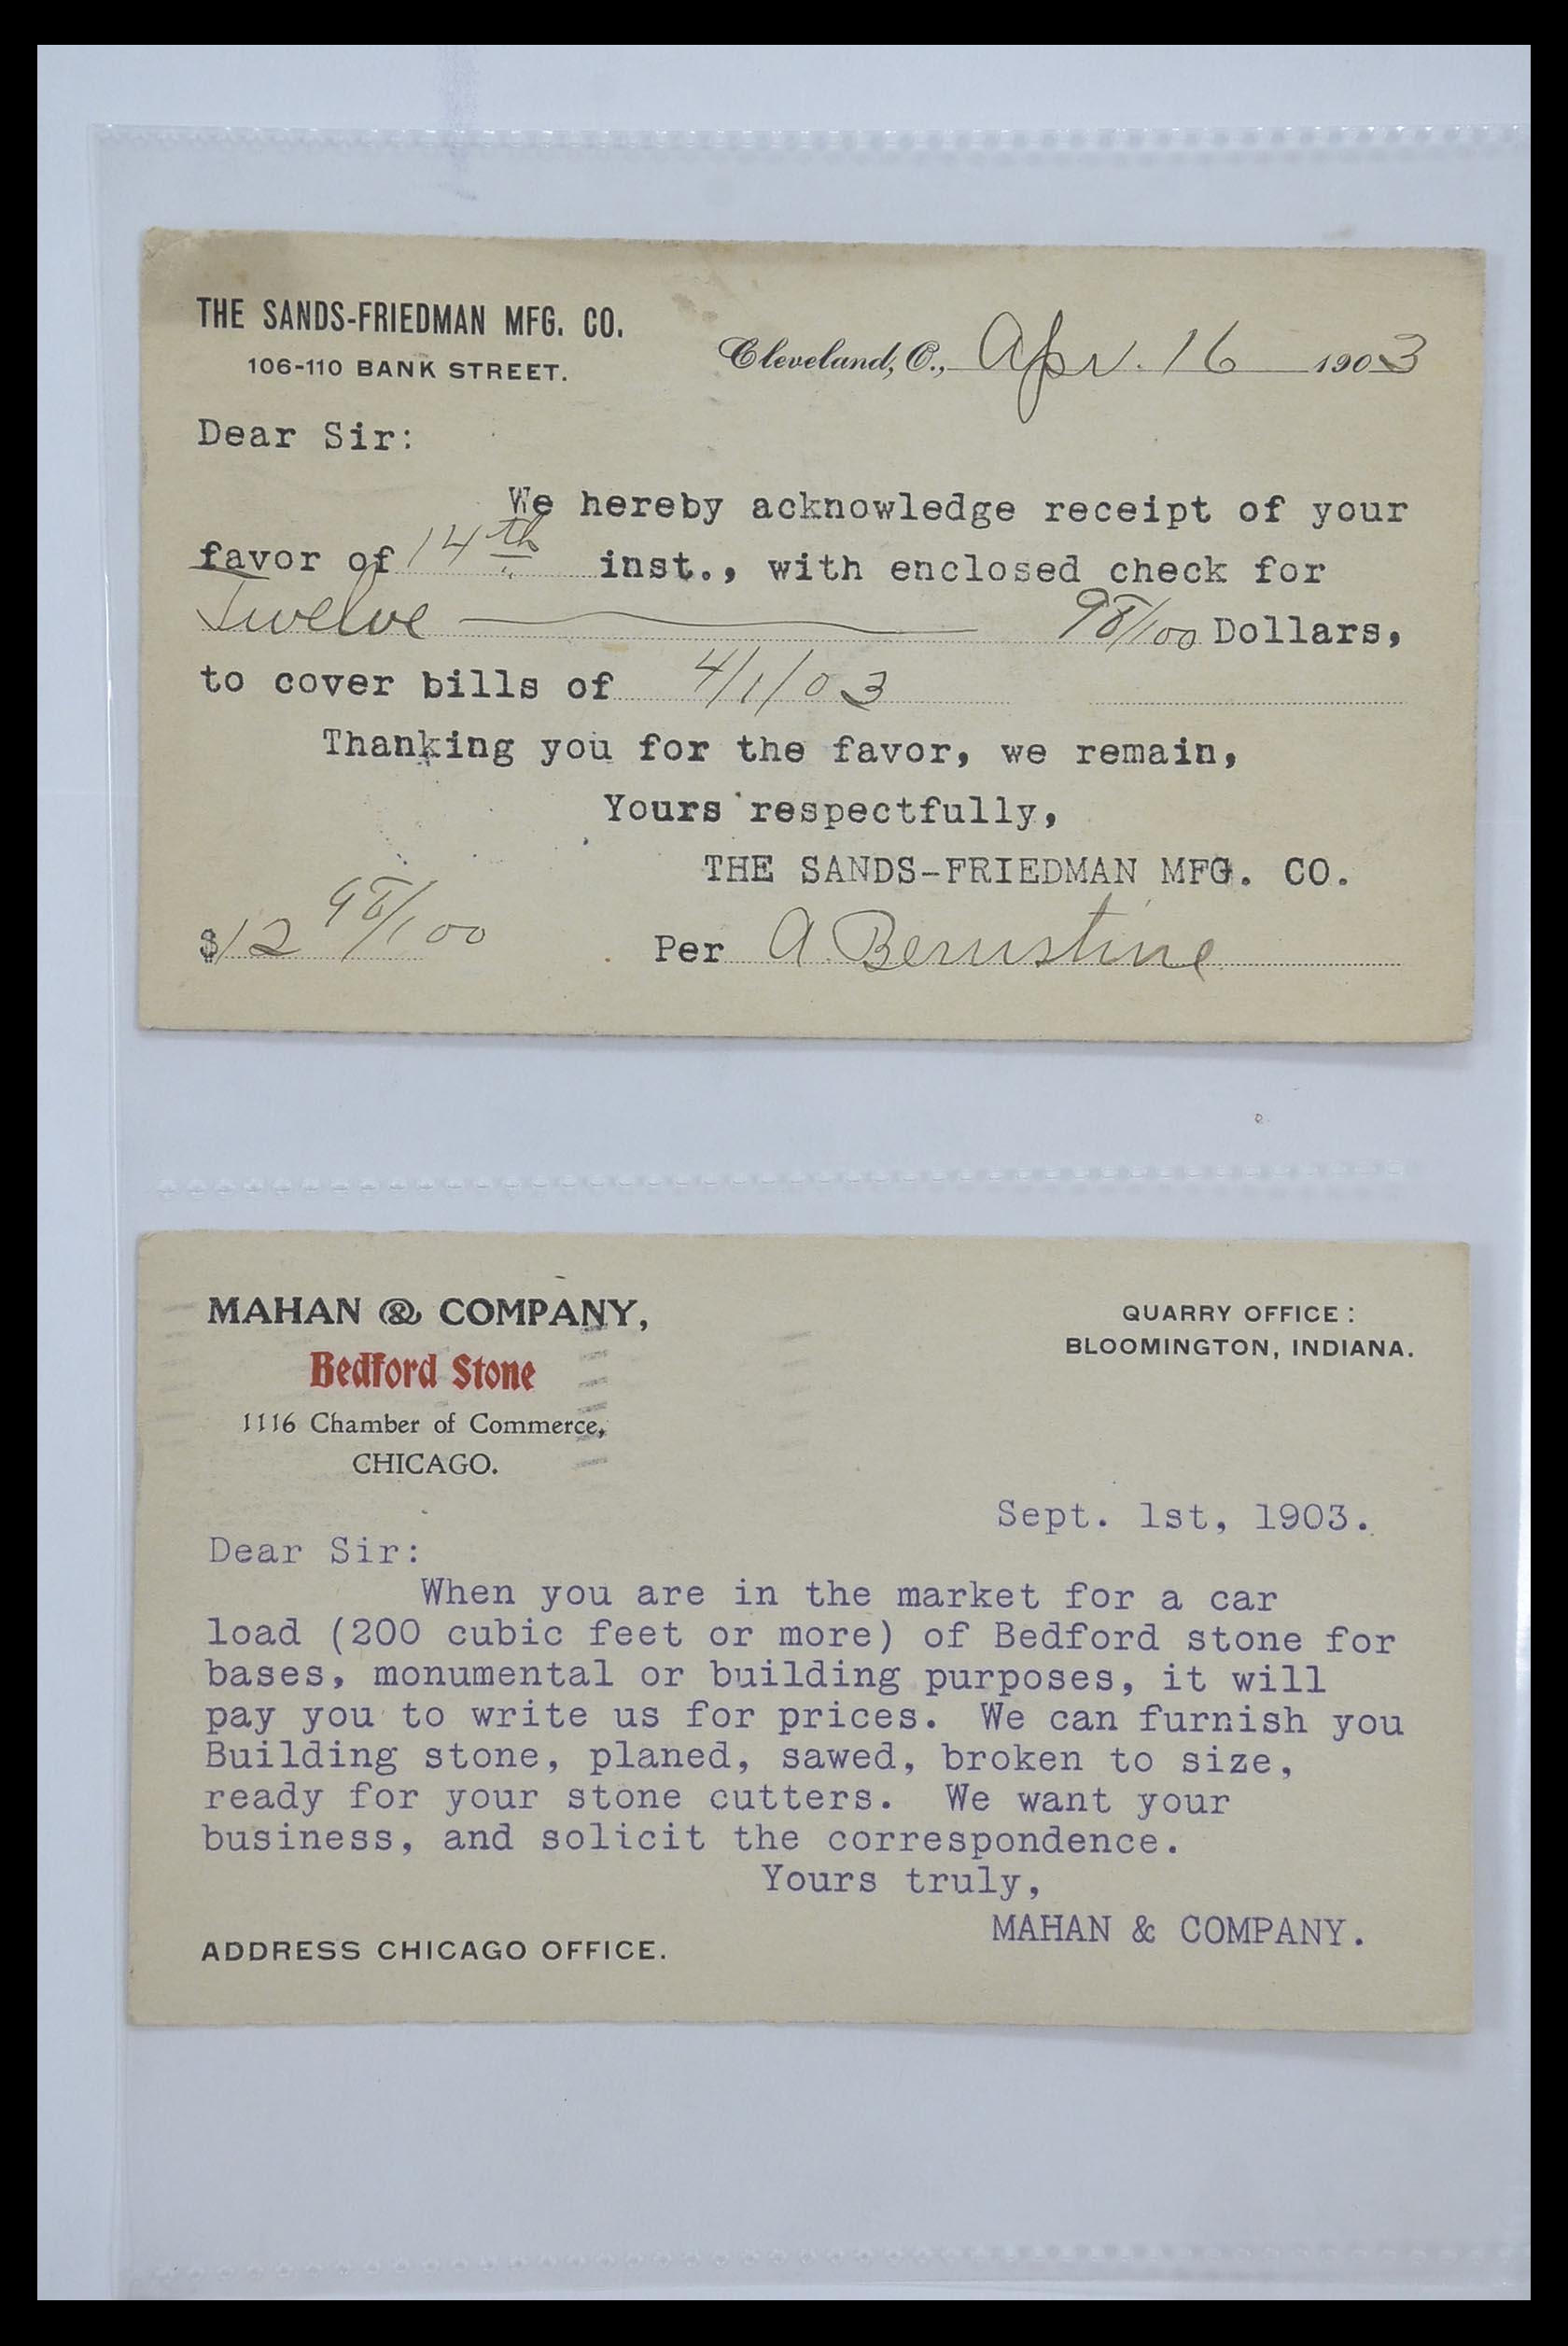 THE SANDS-FRIEDMAN MFG. CO.
106-110 BANK STREET.
Cleveland, O., Apr. 16 1903
Dear Sir:
We hereby acknowledge receipt of your
favor of 14th inst., with enclosed check for
Twelve 98/100 Dollars,
to cover bills of 4/1/03
Thanking you for the favor, we remain,
Yours respectfully,
THE SANDS-FRIEDMAN MFG. CO.
$12 98/100 Per A. Bernstine
MAHAN & COMPANY,
Bedford Stone
1116 Chamber of Commerce,
CHICAGO.
QUARRY OFICE:
BLOOMINGTON, INDIANA.
Sept. 1st, 1903.
Dear Sir:
When you are in the market for a car
load (200 cubic feet or more) of Bedford stone for
bases, monumental or building purposes, it will
pay you to write us for prices. We can furnish you
Building stone, planed, sawed, broken to size,
ready for your stone cutters. We want your
business, and solicit the correspondence.
Yours truly,
MAHAN & COMPANY.
ADDRESS CHICAGO OFFICE.